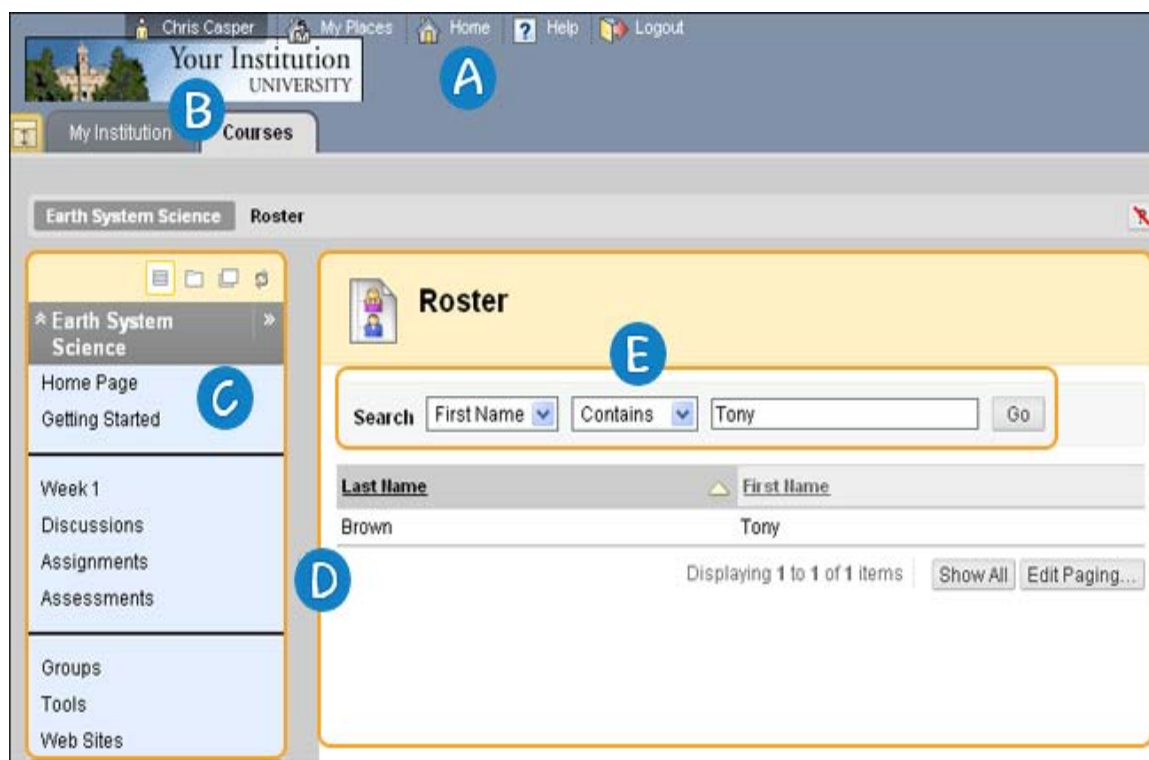 Chris Casper My Places Home ? Help Logout
Your Institution
UNIVERSITY
A
B
My Institution Courses
Earth System Science Roster
Earth System
Science
Roster
E
Home Page
C
Getting Started
Search First Name Contains Tony Go
Week 1
Last Name First Name
Discussions
Brown Tony
Assignments
D
Displaying 1 to 1 of 1 items Show All Edit Paging...
Assessments
Groups
Tools
Web Sites